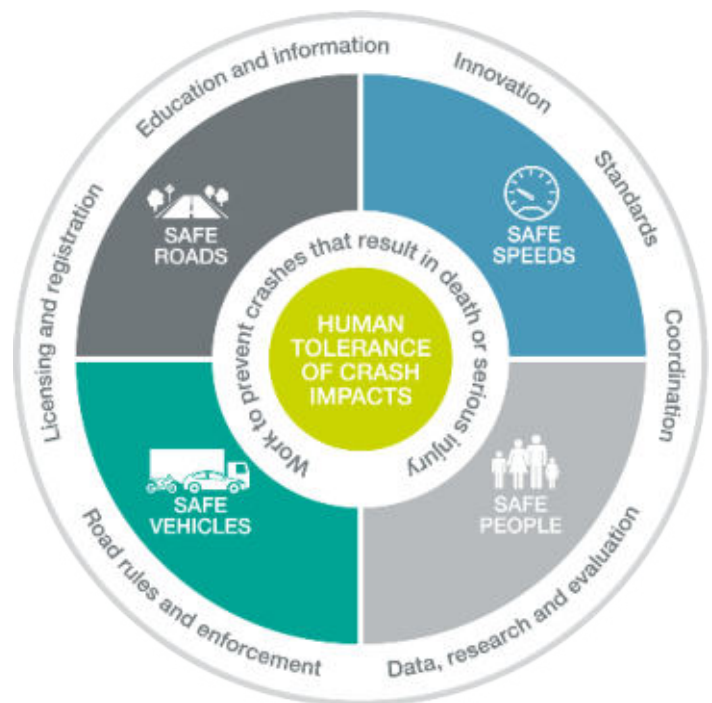 Education and information
Innovation
Standards
Coordination
Data, research and evaluation
Road rules and enforcement
Licensing and registration
SAFE
ROADS
SAFE
SPEEDS
SAFE
VEHICLES
SAFE
PEOPLE
Work to prevent crashes that result in death or serious injury
HUMAN
TOLERANCE
OF CRASH
IMPACTS